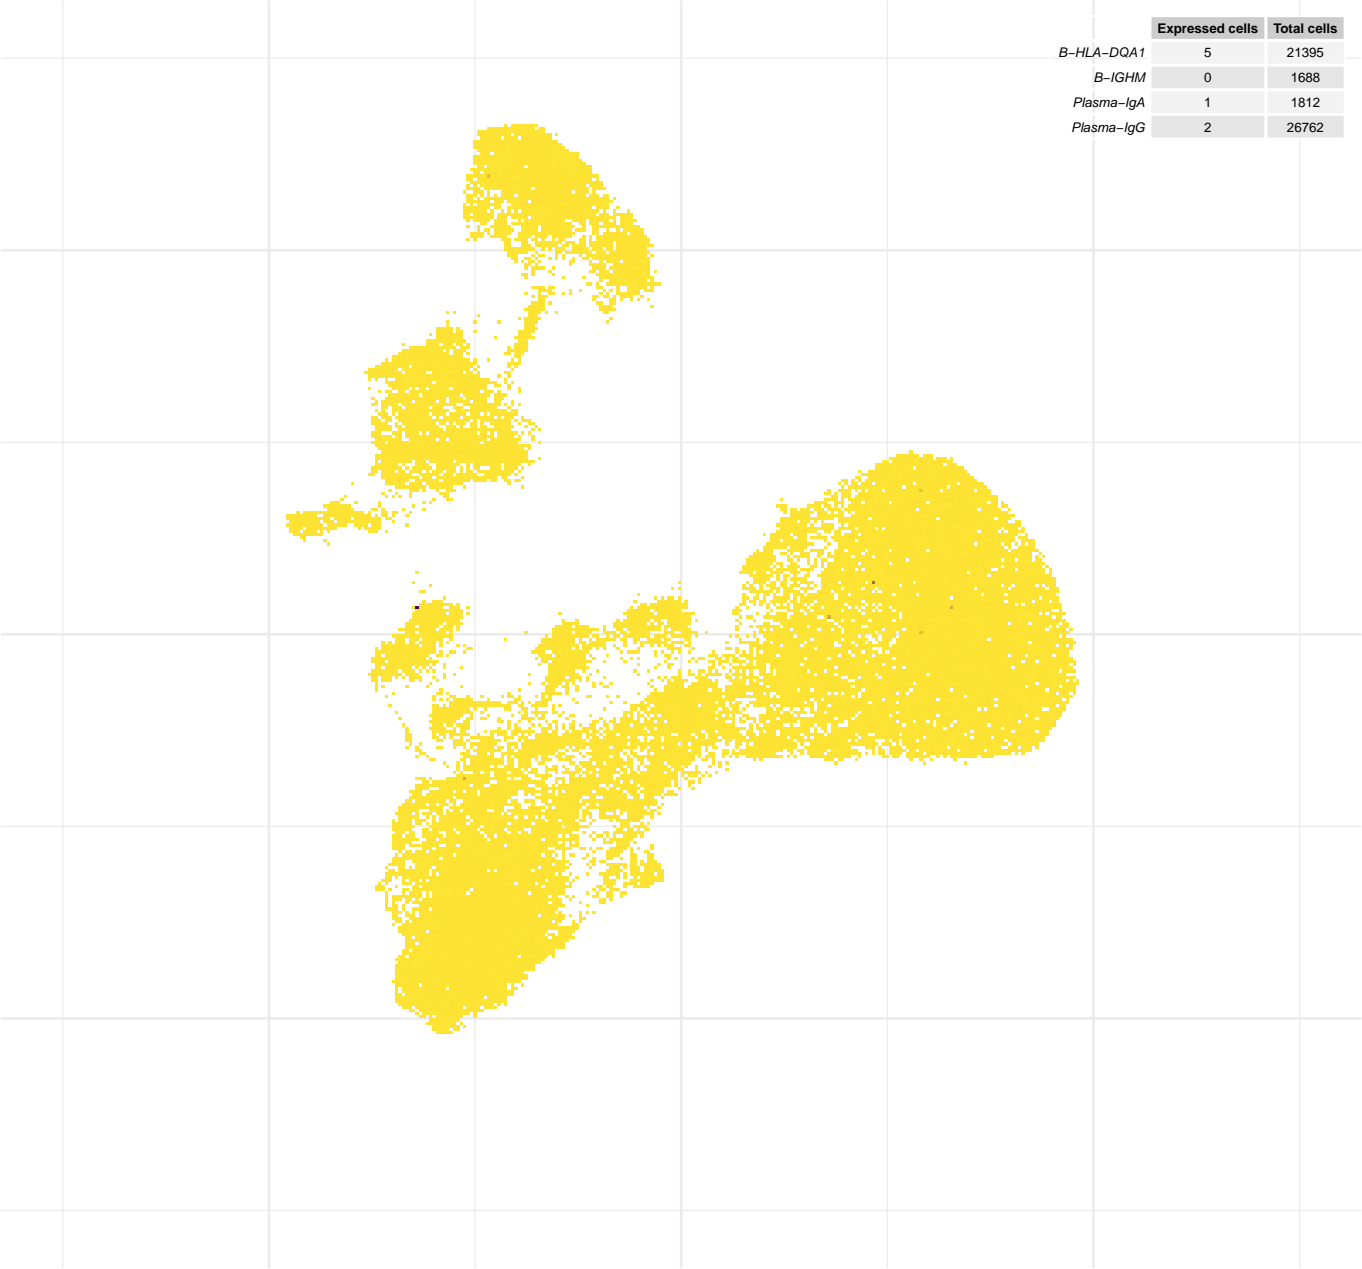 Expressed cells Total cells
B−HLA−DQA1 5 21395
B−IGHM 0 1688
Plasma−IgA 1 1812
Plasma−IgG 2 26762